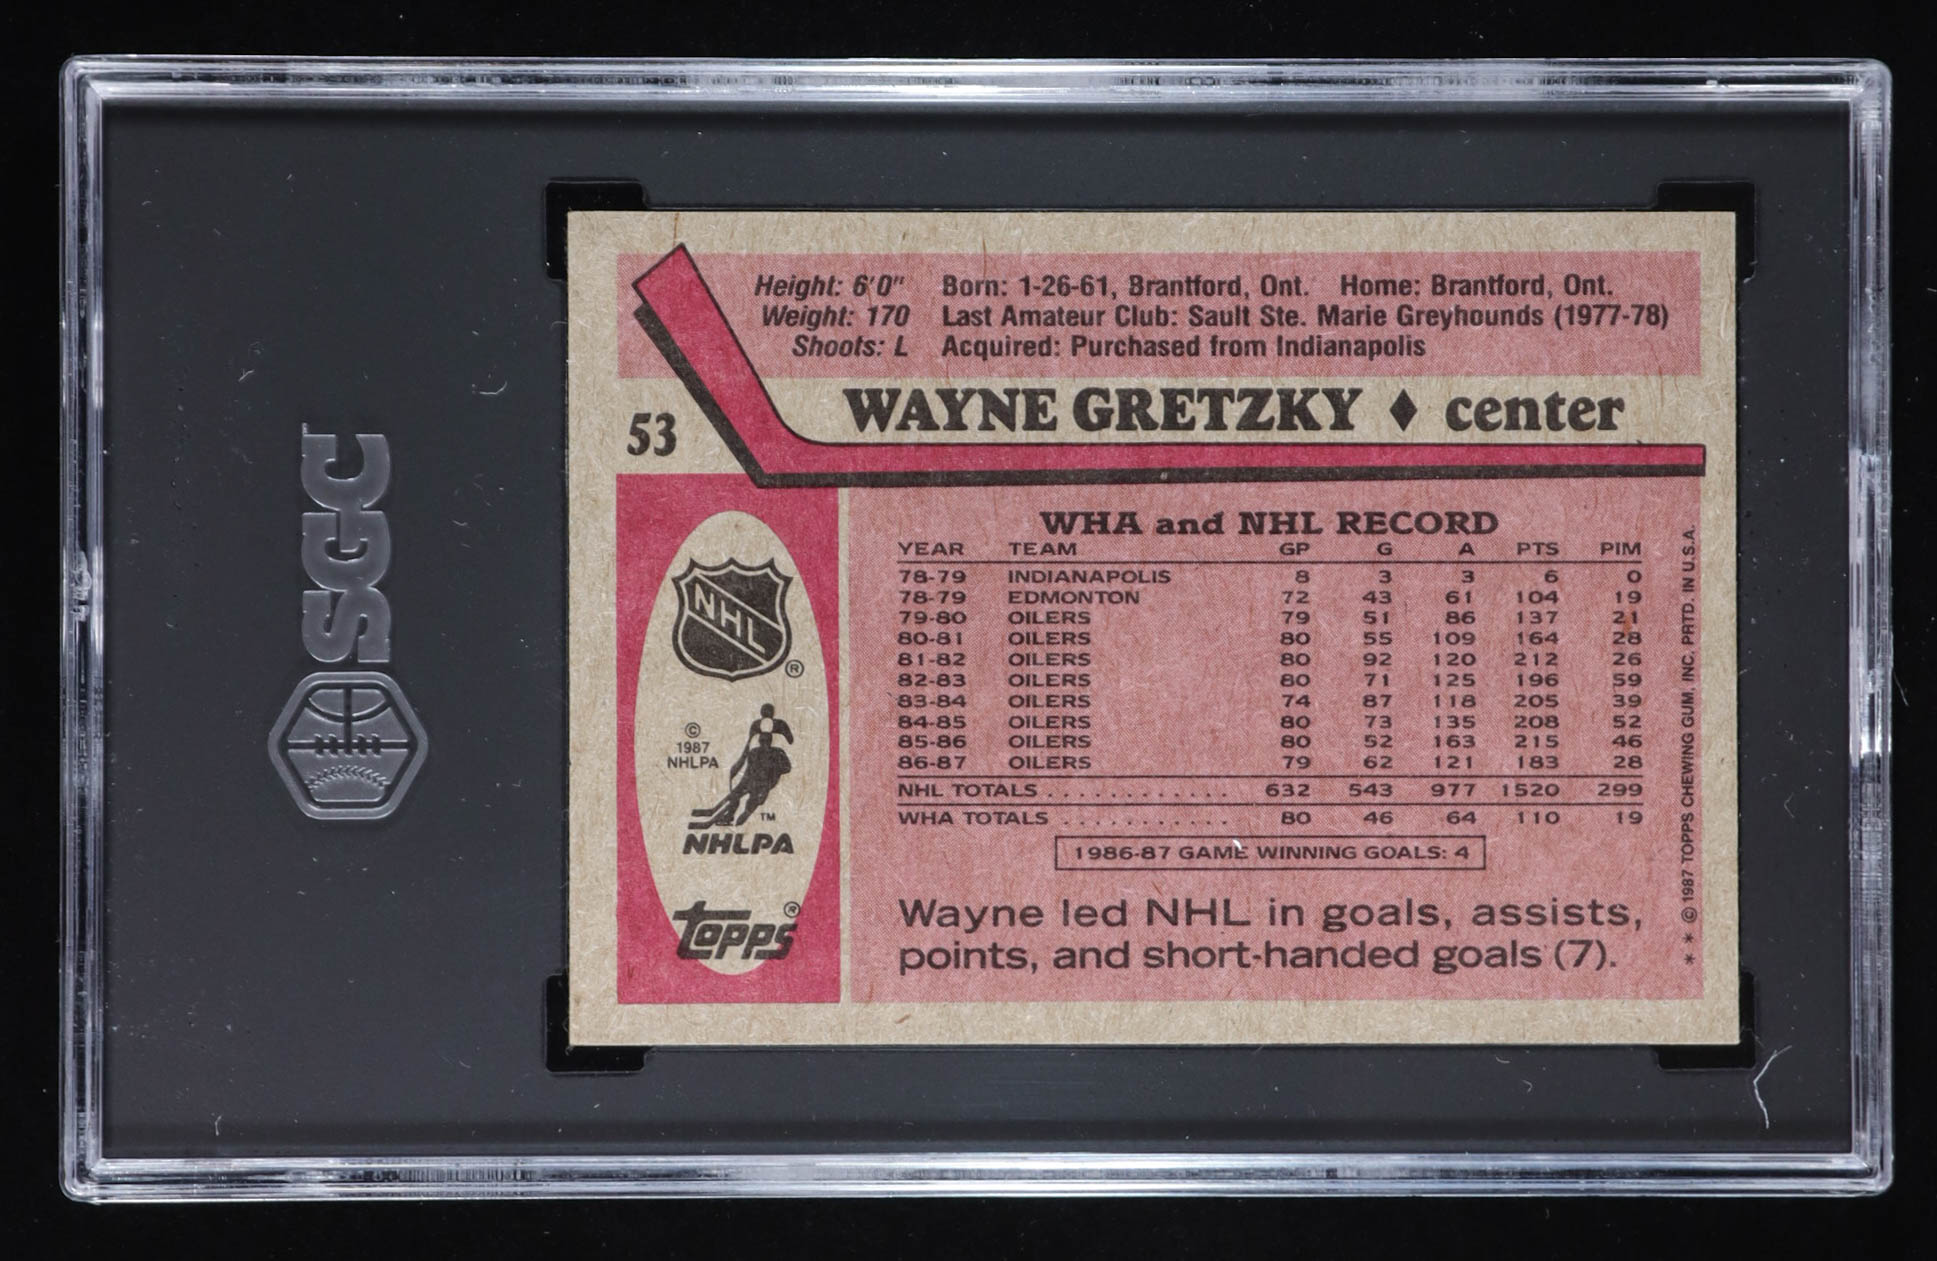 SGC
Height: 6'0" Born: 1-26-61, Brantford, Ont. Home: Brantford, Ont.
Weight: 170 Last Amateur Club: Sault Ste. Marie Greyhounds (1977-78)
Shoots: L Acquired: Purchased from Indianapolis
53
WAYNE GRETZKY ♦ center
NHL
®
©
1987
NHLPA
TM
NHLPA
topps®
WHA and NHL RECORD
YEAR TEAM GP G A PTS PIM
78-79 INDIANAPOLIS 8 3 3 6 0
78-79 EDMONTON 72 43 61 104 19
79-80 OILERS 79 51 86 137 21
80-81 OILERS 80 55 109 164 28
81-82 OILERS 80 92 120 212 26
82-83 OILERS 80 71 125 196 59
83-84 OILERS 74 87 118 205 39
84-85 OILERS 80 73 135 208 52
85-86 OILERS 80 52 163 215 46
86-87 OILERS 79 62 121 183 28
NHL TOTALS . . . . . . . . . . . . 632 543 977 1520 299
WHA TOTALS . . . . . . . . . . . 80 46 64 110 19
1986-87 GAME WINNING GOALS: 4
Wayne led NHL in goals, assists,
points, and short-handed goals (7).
* * © 1987 TOPPS CHEWING GUM, INC. PRTD. IN U.S.A.